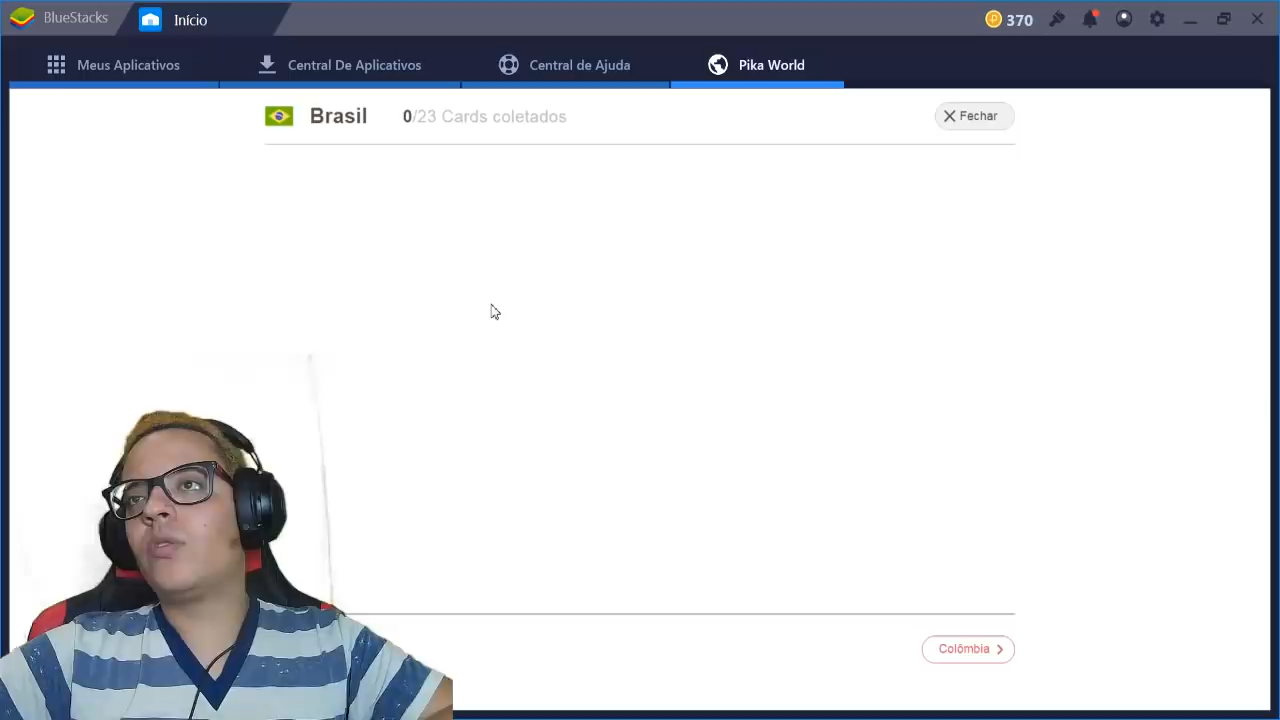 BlueStacks
Início
370
Meus Aplicativos
Central De Aplicativos
Central de Ajuda
Pika World
Brasil
0/23 Cards coletados
Fechar
Colômbia